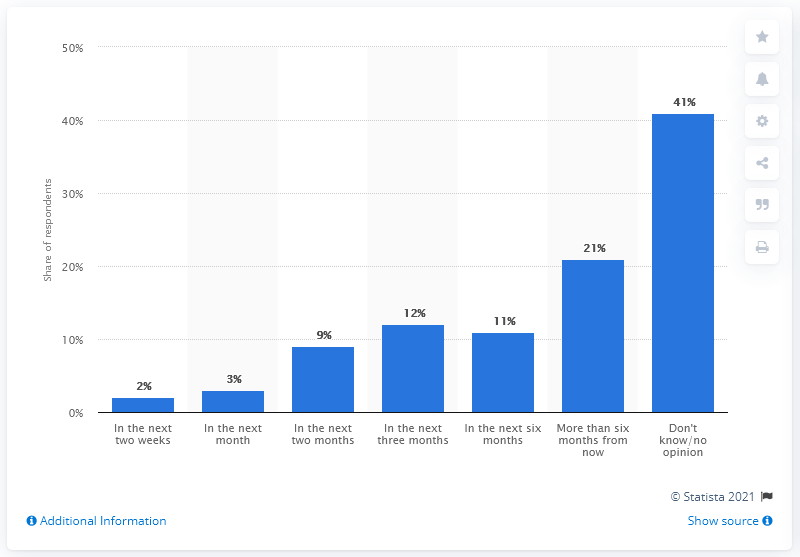 50%
40%
30%
20%
10%
0%
Share of respondents
2%
3%
9%
12%
11%
21%
41%
In the next
two weeks
In the next
month
In the next
two months
In the next
three months
In the next six
months
More than six
months from
now
Don't
know/no
opinion
© Statista 2021
Additional Information
Show source